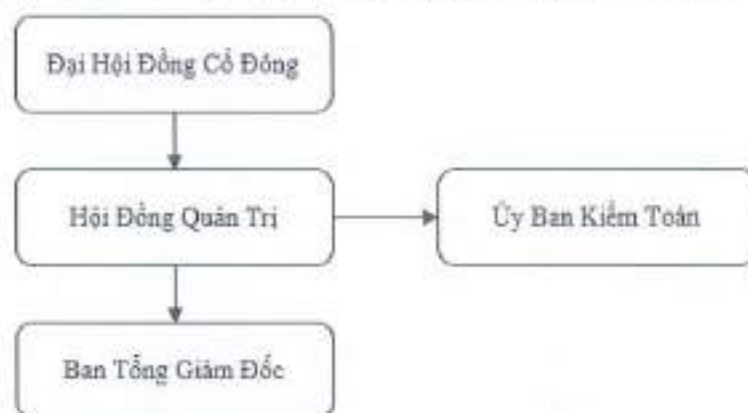 Đại Hội Đồng Cổ Đông
Hội Đồng Quản Trị
Ủy Ban Kiểm Toán
Ban Tổng Giám Đốc